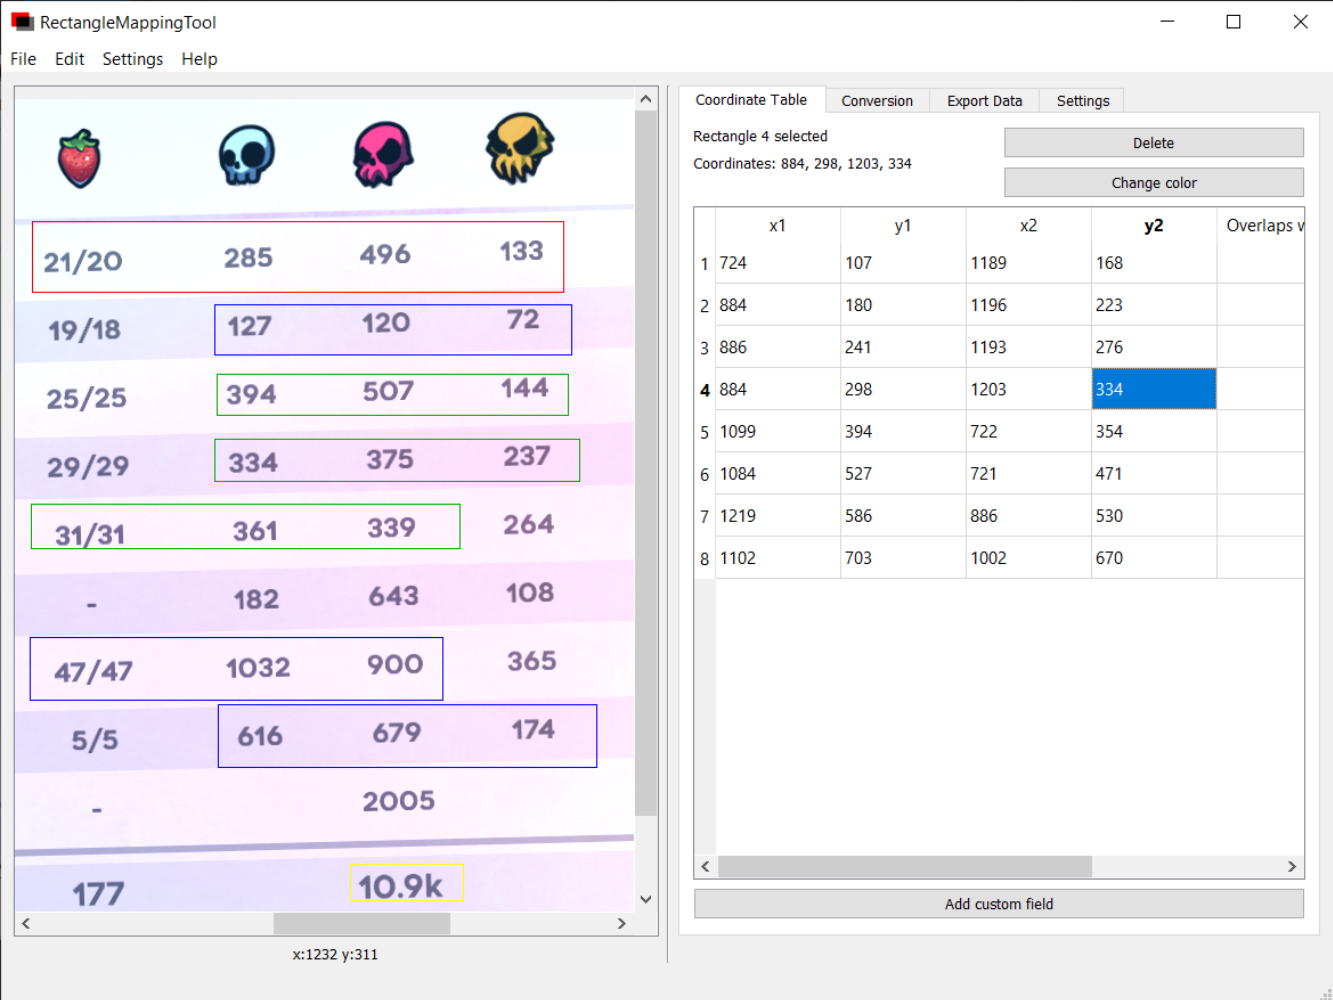 RectangleMappingTool
File Edit Settings Help
21/20 285 496 133
19/18 127 120 72
25/25 394 507 144
29/29 334 375 237
31/31 361 339 264
- 182 643 108
47/47 1032 900 365
5/5 616 679 174
- 2005
177 10.9k
x:1232 y:311
Coordinate Table Conversion Export Data Settings
Rectangle 4 selected
Coordinates: 884, 298, 1203, 334
Delete
Change color
x1 y1 x2 y2 Overlaps w
1 724 107 1189 168
2 884 180 1196 223
3 886 241 1193 276
4 884 298 1203 334
5 1099 394 722 354
6 1084 527 721 471
7 1219 586 886 530
8 1102 703 1002 670
Add custom field